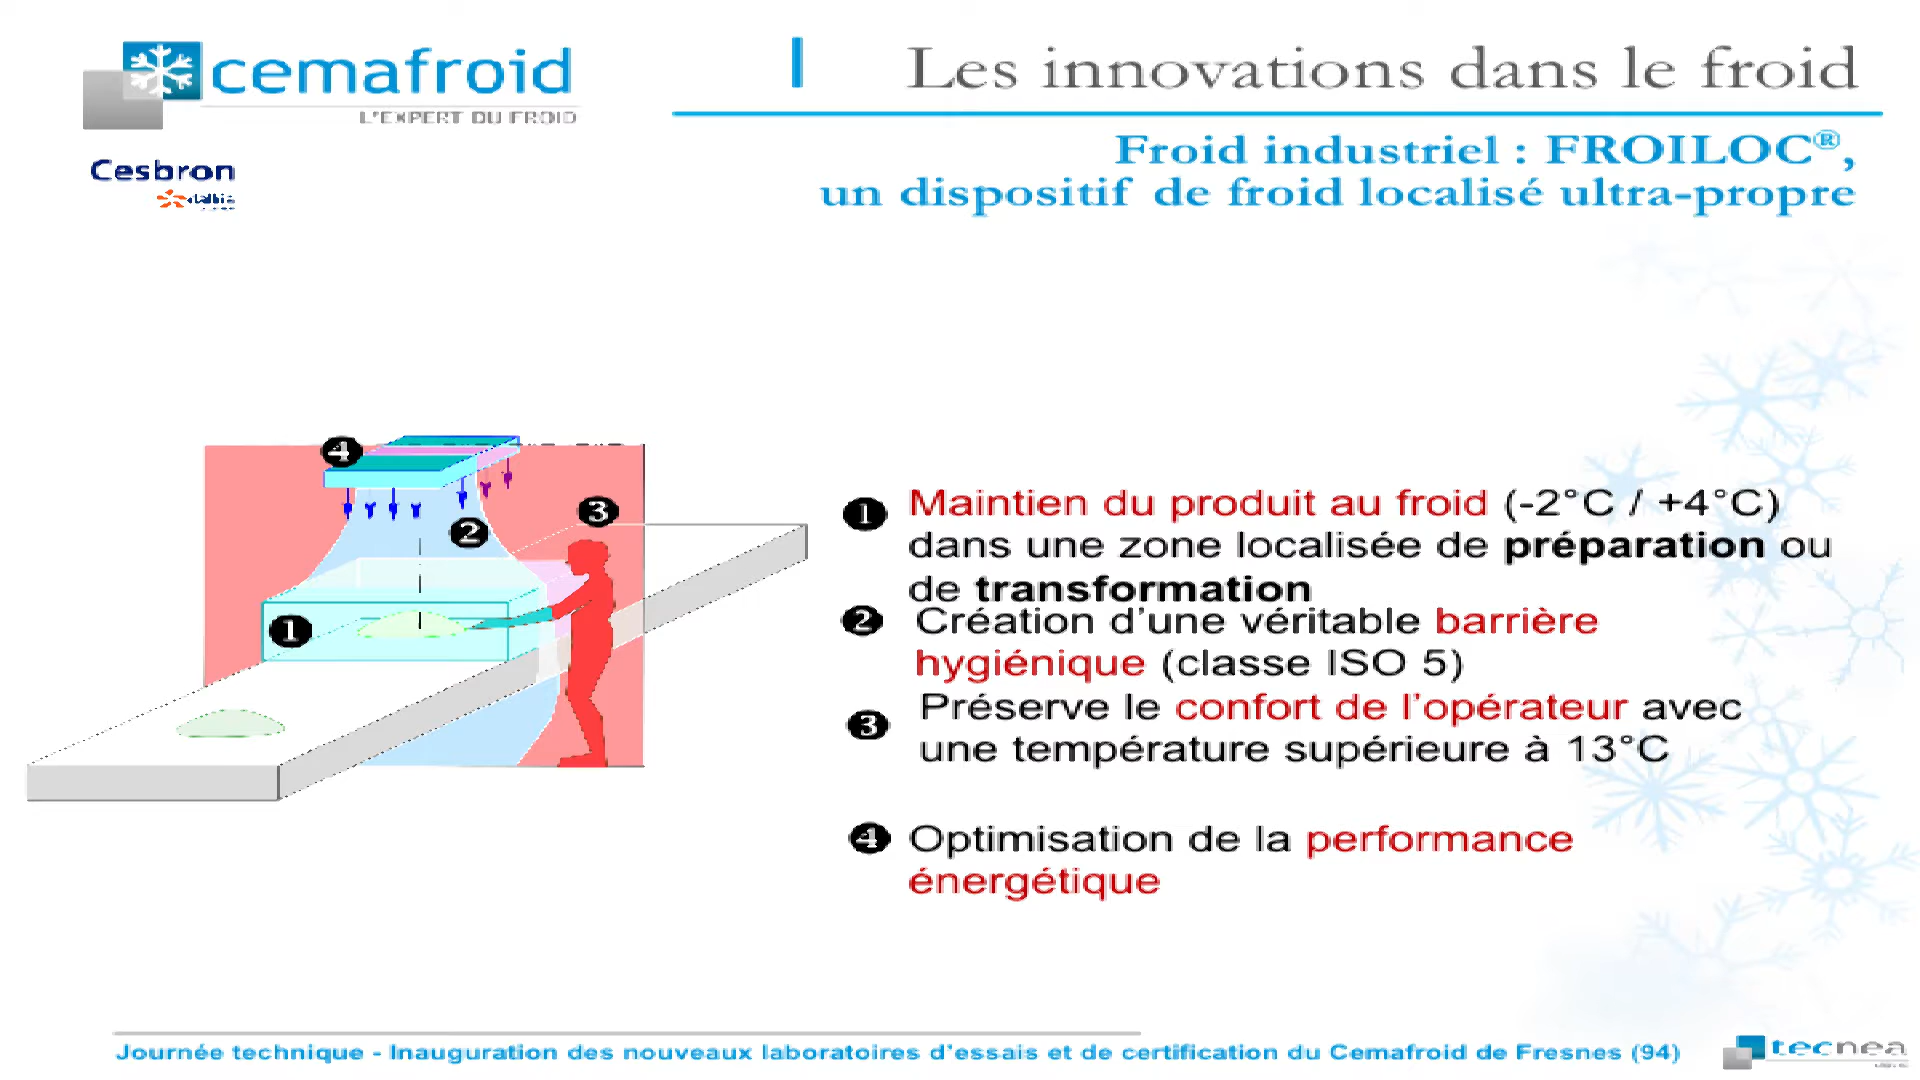 cemafroid
L'EXPERT DU FROID
Cesbron
Les innovations dans le froid
Froid industriel : FROILOC®,
un dispositif de froid localisé ultra-propre
4
3
2
1
1 Maintien du produit au froid (-2°C / +4°C)
dans une zone localisée de préparation ou
de transformation
2 Création d'une véritable barrière
hygiénique (classe ISO 5)
3 Préserve le confort de l'opérateur avec
une température supérieure à 13°C
4 Optimisation de la performance
énergétique
Journée technique - Inauguration des nouveaux laboratoires d'essais et de certification du Cemafroid de Fresnes (94)
tecnea